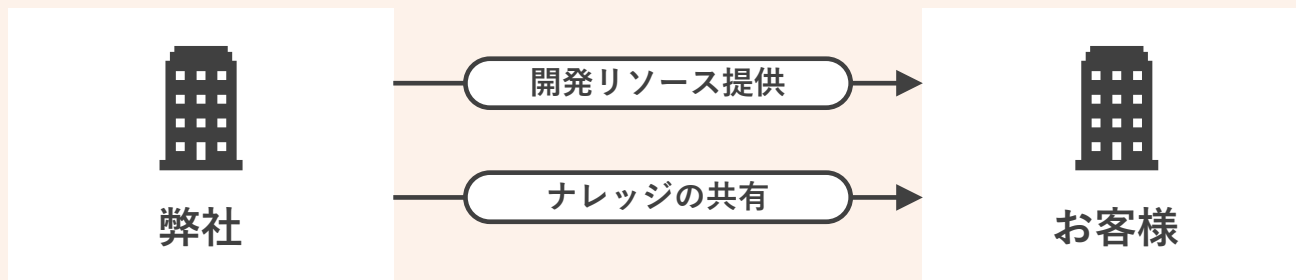 開発リソース提供
ナレッジの共有
弊社
お客様